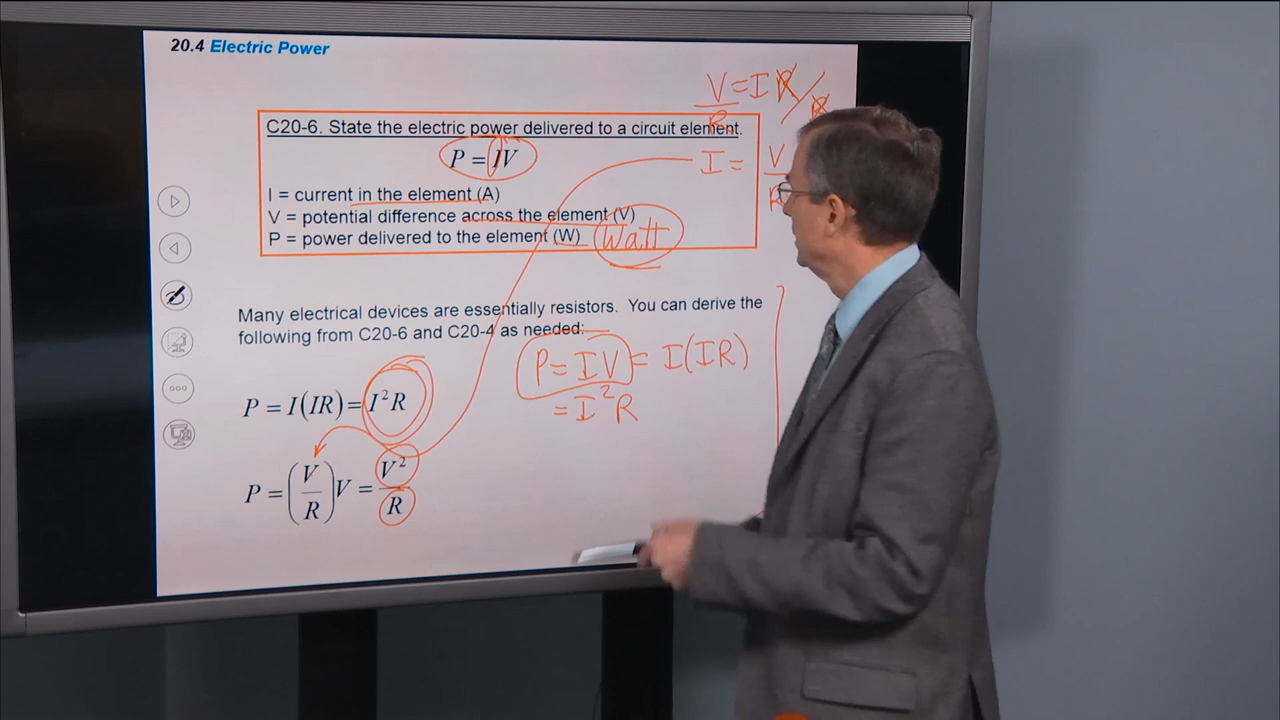 20.4 Electric Power
V = I R / R
R
C20-6. State the electric power delivered to a circuit element.
P = IV
I = V
R
I = current in the element (A)
V = potential difference across the element (V)
P = power delivered to the element (W) Watt
Many electrical devices are essentially resistors. You can derive the
following from C20-6 and C20-4 as needed:
P = IV = I(IR)
= I²R
P = I(IR) = I²R
P = (V/R)V = V²/R